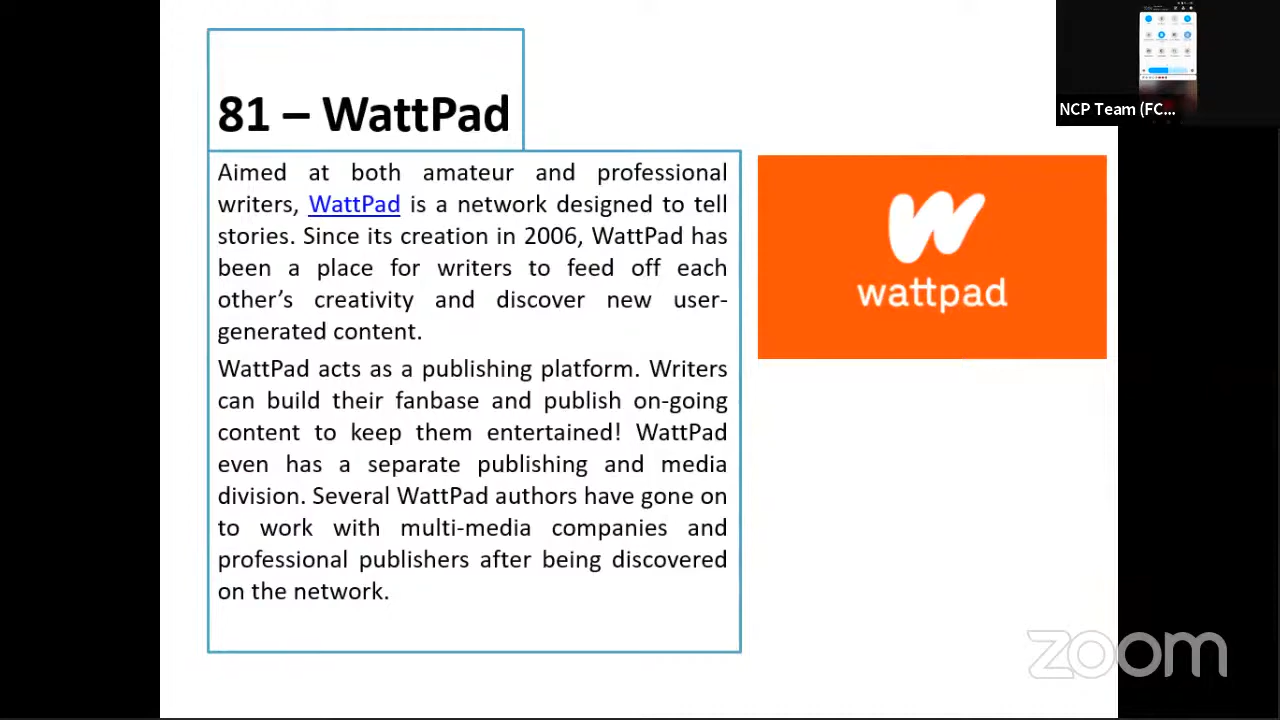 81 – WattPad
NCP Team (FC...
Aimed at both amateur and professional
writers, WattPad is a network designed to tell
stories. Since its creation in 2006, WattPad has
been a place for writers to feed off each
other’s creativity and discover new user-
generated content.
WattPad acts as a publishing platform. Writers
can build their fanbase and publish on-going
content to keep them entertained! WattPad
even has a separate publishing and media
division. Several WattPad authors have gone on
to work with multi-media companies and
professional publishers after being discovered
on the network.
wattpad
zoom